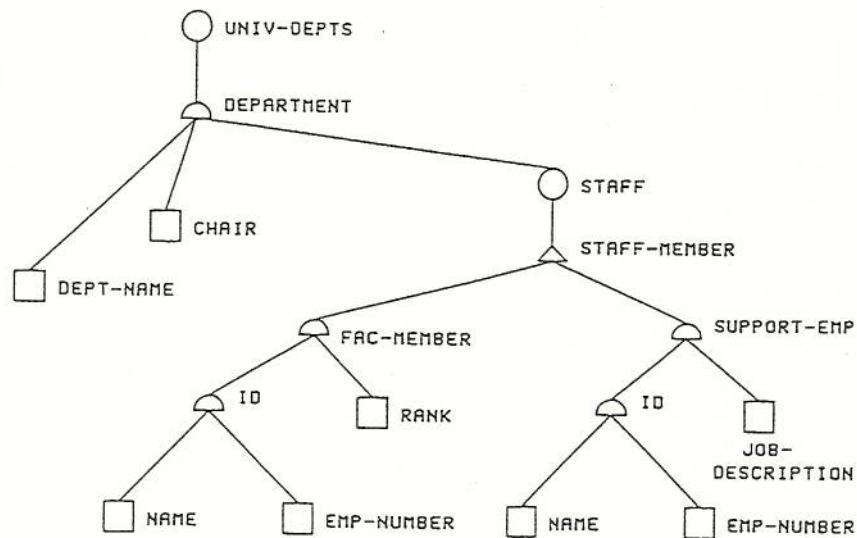 UNIV-DEPTS
DEPARTMENT
STAFF
CHAIR
STAFF-MEMBER
DEPT-NAME
FAC-MEMBER
SUPPORT-EMP
ID
RANK
ID
JOB-
DESCRIPTION
NAME
EMP-NUMBER
NAME
EMP-NUMBER